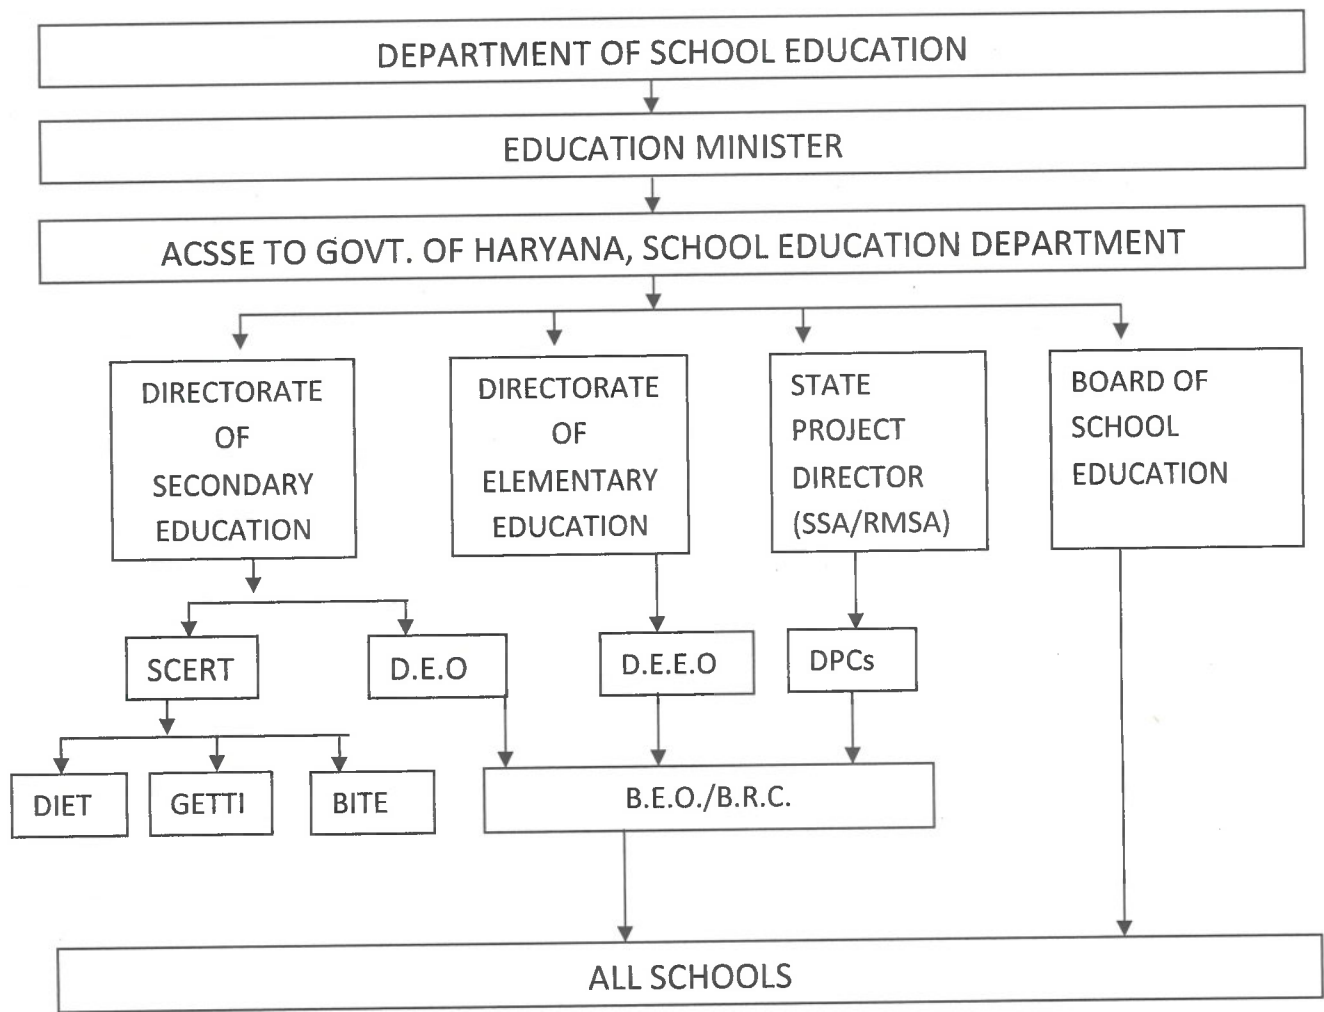 DEPARTMENT OF SCHOOL EDUCATION
EDUCATION MINISTER
ACSSE TO GOVT. OF HARYANA, SCHOOL EDUCATION DEPARTMENT
DIRECTORATE
OF
SECONDARY
EDUCATION
DIRECTORATE
OF
ELEMENTARY
EDUCATION
STATE
PROJECT
DIRECTOR
(SSA/RMSA)
BOARD OF
SCHOOL
EDUCATION
SCERT
D.E.O
D.E.E.O
DPCs
DIET
GETTI
BITE
B.E.O./B.R.C.
ALL SCHOOLS